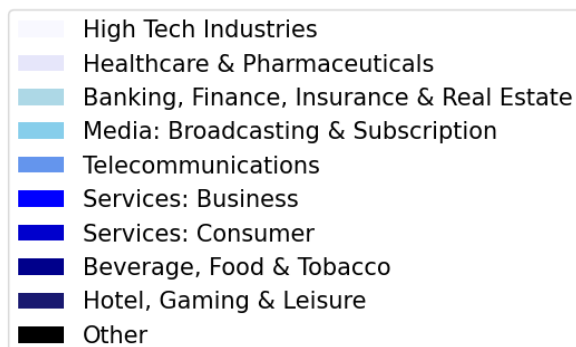 High Tech Industries
Healthcare & Pharmaceuticals
Banking, Finance, Insurance & Real Estate
Media: Broadcasting & Subscription
Telecommunications
Services: Business
Services: Consumer
Beverage, Food & Tobacco
Hotel, Gaming & Leisure
Other